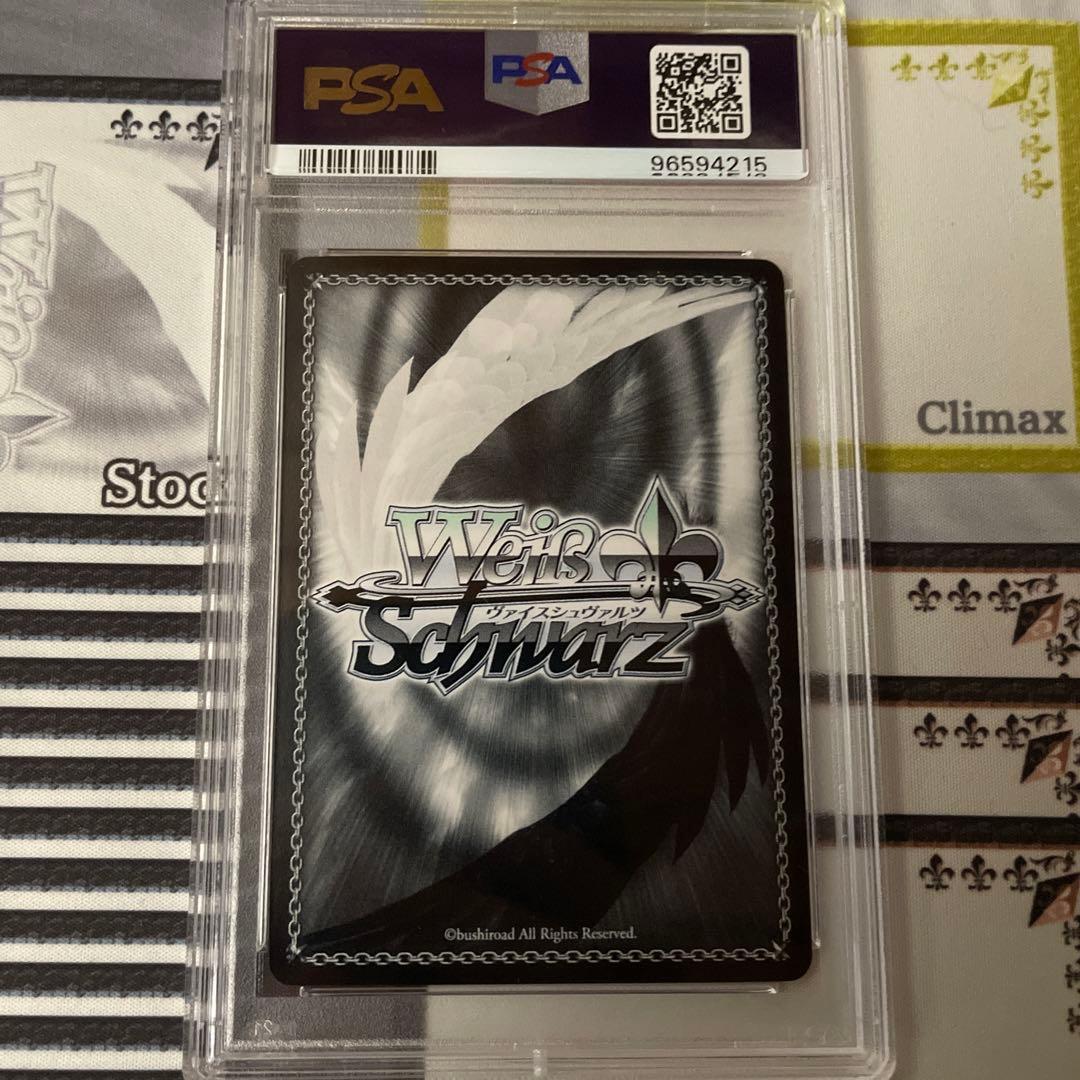 PSA
PSA
96594215
Stoc
Climax
Weiß
ヴァイスシュヴァルツ
Schwarz
©bushiroad All Rights Reserved.